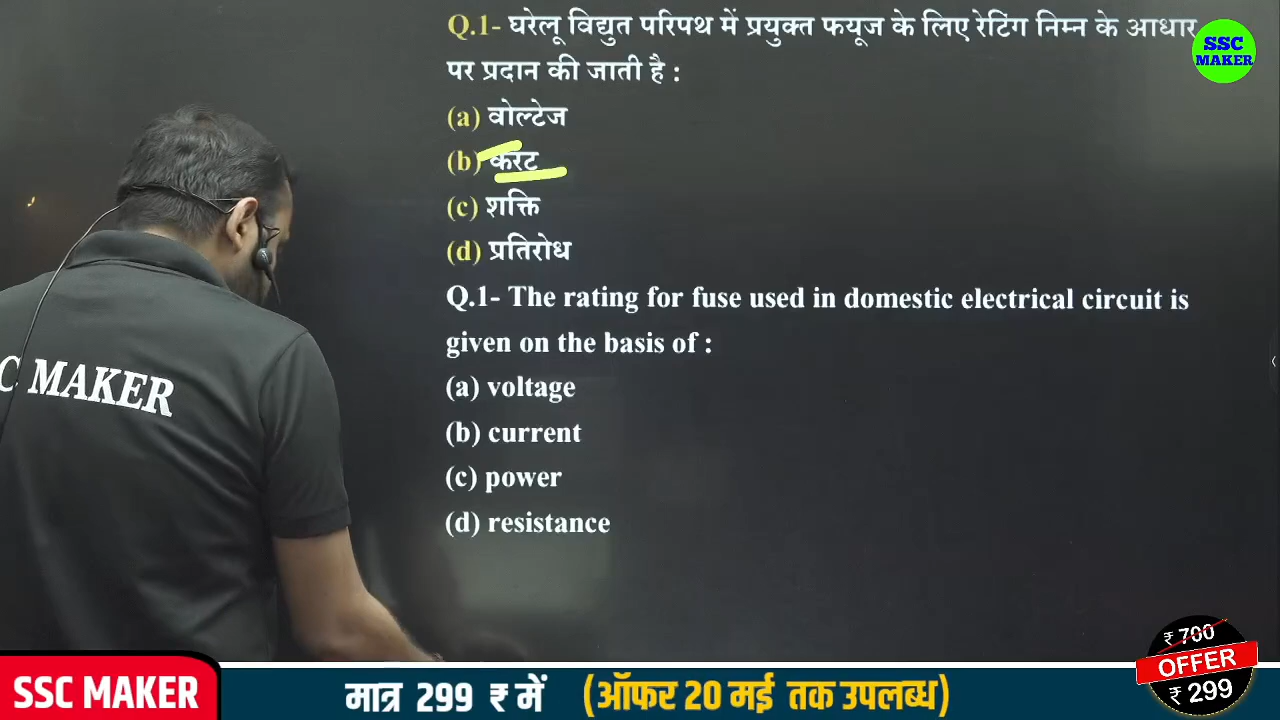 Q.1- घरेलू विद्युत परिपथ में प्रयुक्त फयूज के लिए रेटिंग निम्न के आधार
पर प्रदान की जाती है :
(a) वोल्टेज
(b) करंट
(c) शक्ति
(d) प्रतिरोध
Q.1- The rating for fuse used in domestic electrical circuit is
given on the basis of :
(a) voltage
(b) current
(c) power
(d) resistance
SSC
MAKER
C MAKER
SSC MAKER
मात्र 299 ₹ में (ऑफर 20 मई तक उपलब्ध)
₹ 700
OFFER
₹ 299